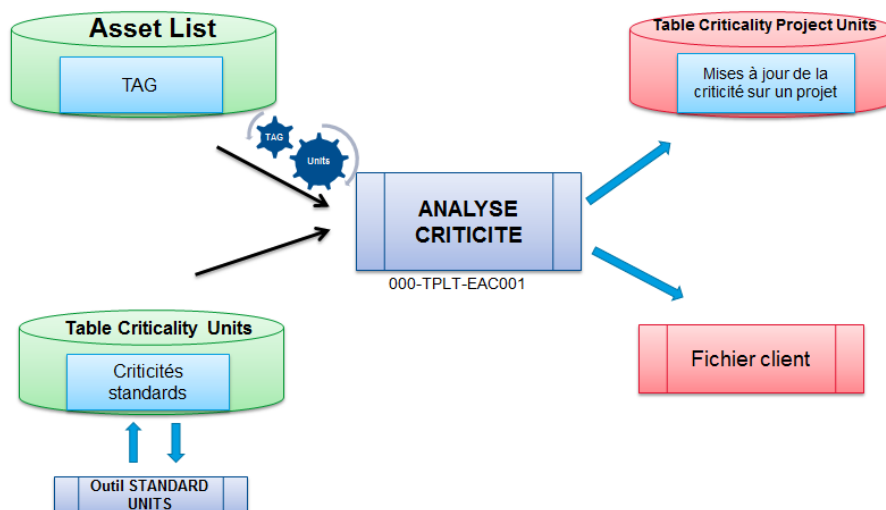 Asset List
TAG
Table Criticality Project Units
Mises à jour de la
criticité sur un projet
TAG
Units
ANALYSE
CRITICITE
000-TPLT-EAC001
Table Criticality Units
Criticités
standards
Fichier client
Outil STANDARD
UNITS